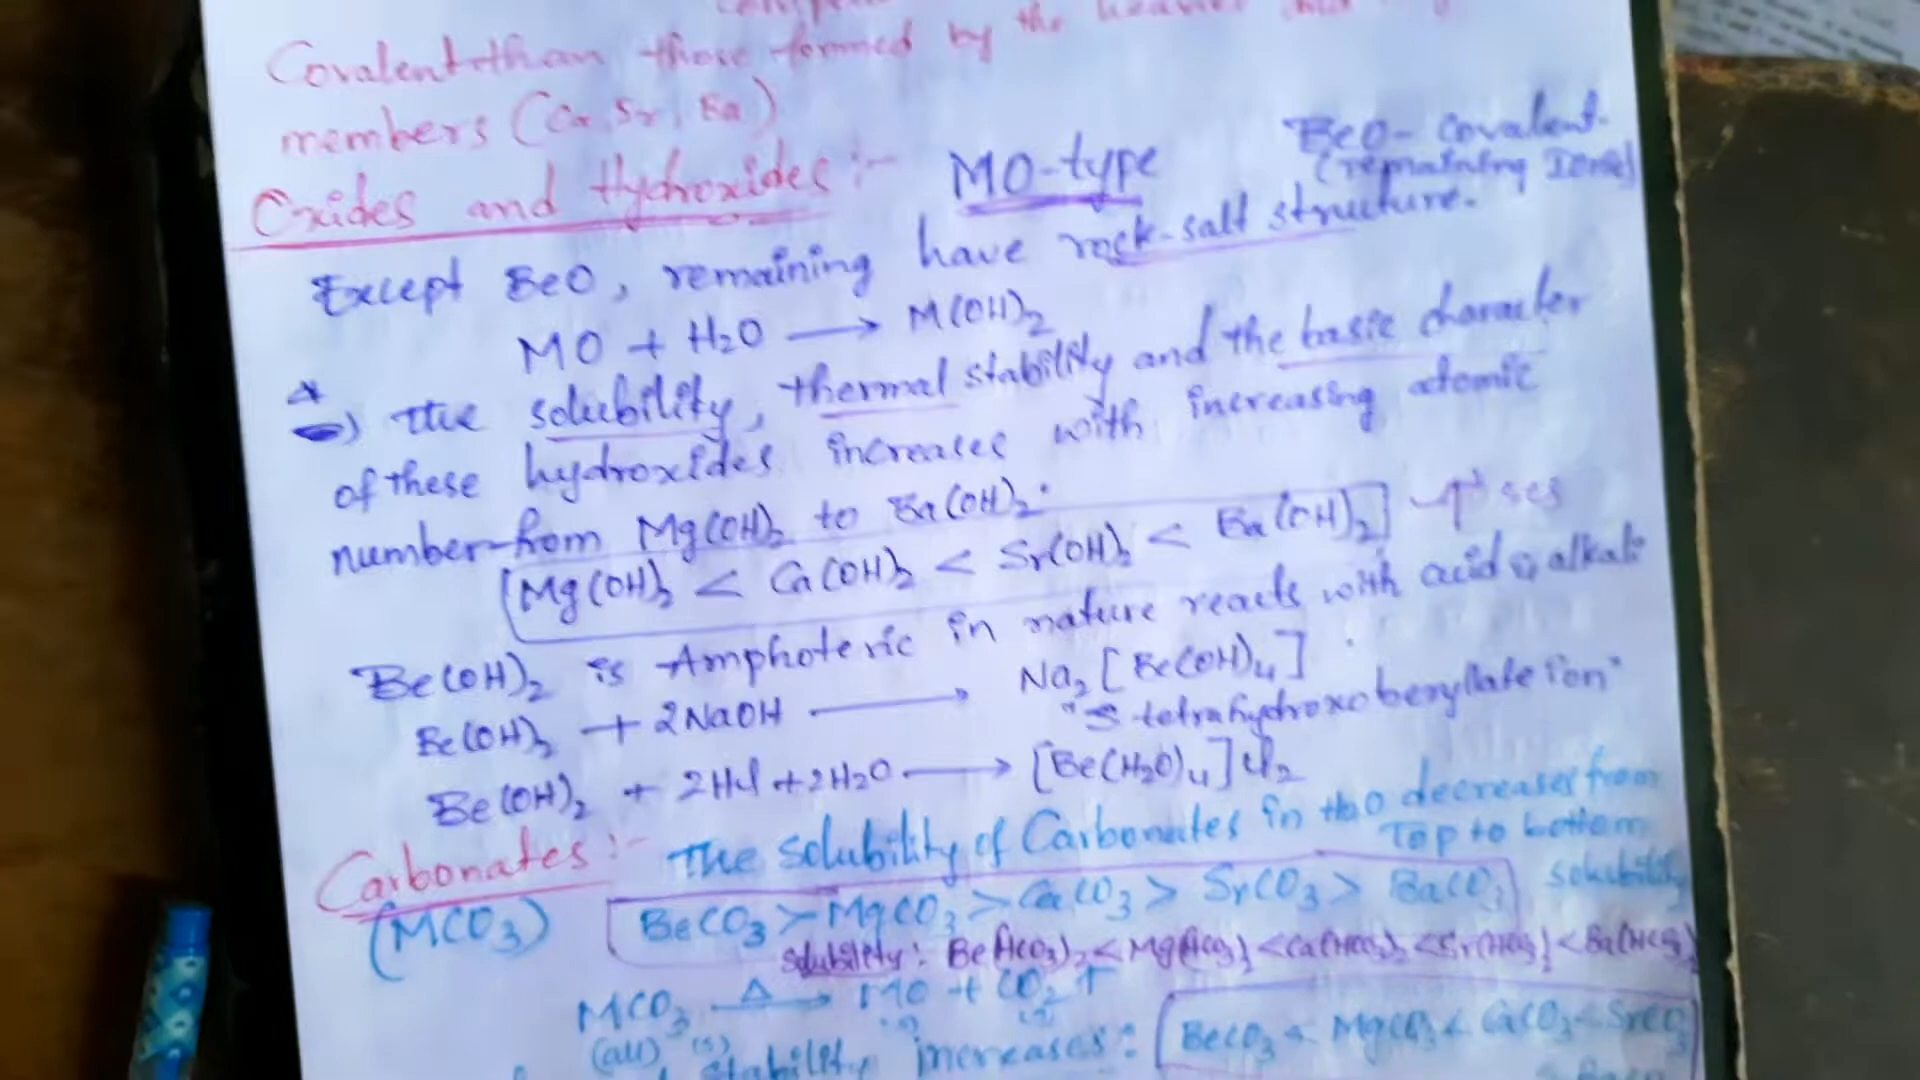 Covalent than those formed by the heavier
members (Ca, Sr, Ba)
Oxides and Hydroxides :- MO-type
BeO - Covalent
(remaining Ionic)
Except BeO, remaining have rock-salt structure.
MO + H₂O ⟶ M(OH)₂
⇒) The solubility, thermal stability and the basic character
of these hydroxides increases with increasing atomic
number from Mg(OH)₂ to Ba(OH)₂.
[Mg(OH)₂ < Ca(OH)₂ < Sr(OH)₂ < Ba(OH)₂] ↑ses
Be(OH)₂ is Amphoteric in nature reacts with acid & alkali
Be(OH)₂ + 2NaOH ⟶ Na₂[Be(OH)₄]
"tetrahydroxoberyllate ion"
Be(OH)₂ + 2HCl + 2H₂O ⟶ [Be(H₂O)₄]Cl₂
Carbonates :- The solubility of Carbonates in H₂O decreases from
Top to bottom
(MCO₃) BeCO₃ > MgCO₃ > CaCO₃ > SrCO₃ > BaCO₃ solubility
solubility: Be(HCO₃)₂ < Mg(HCO₃)₂ < Ca(HCO₃)₂ < Sr(HCO₃)₂ < Ba(HCO₃)₂
MCO₃ —Δ→ MO + CO₂ ↑
(all) (s) (s) (g)
stability increases : BeCO₃ < MgCO₃ < CaCO₃ < SrCO₃
< BaCO₃